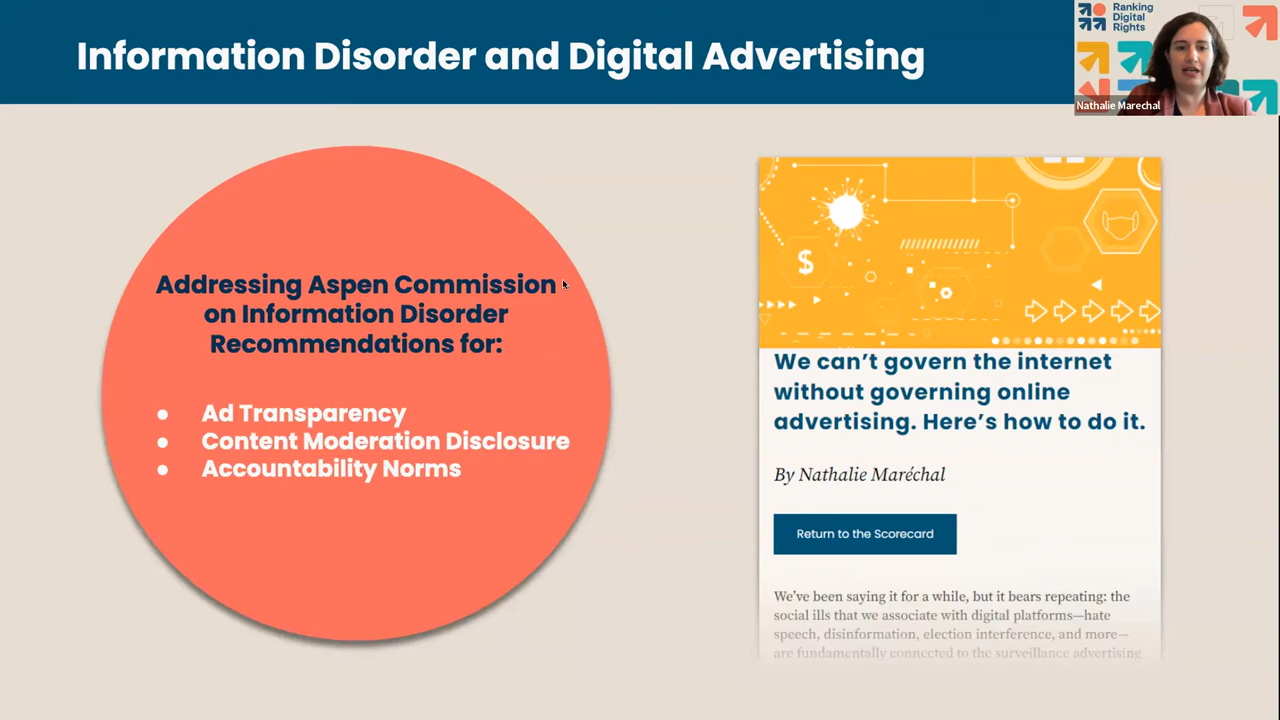 Information Disorder and Digital Advertising
Ranking
Digital
Rights
Nathalie Marechal
Addressing Aspen Commission
on Information Disorder
Recommendations for:
● Ad Transparency
● Content Moderation Disclosure
● Accountability Norms
$
We can’t govern the internet
without governing online
advertising. Here’s how to do it.
By Nathalie Maréchal
Return to the Scorecard
We’ve been saying it for a while, but it bears repeating: the
social ills that we associate with digital platforms—hate
speech, disinformation, election interference, and more—
are fundamentally connected to the surveillance advertising